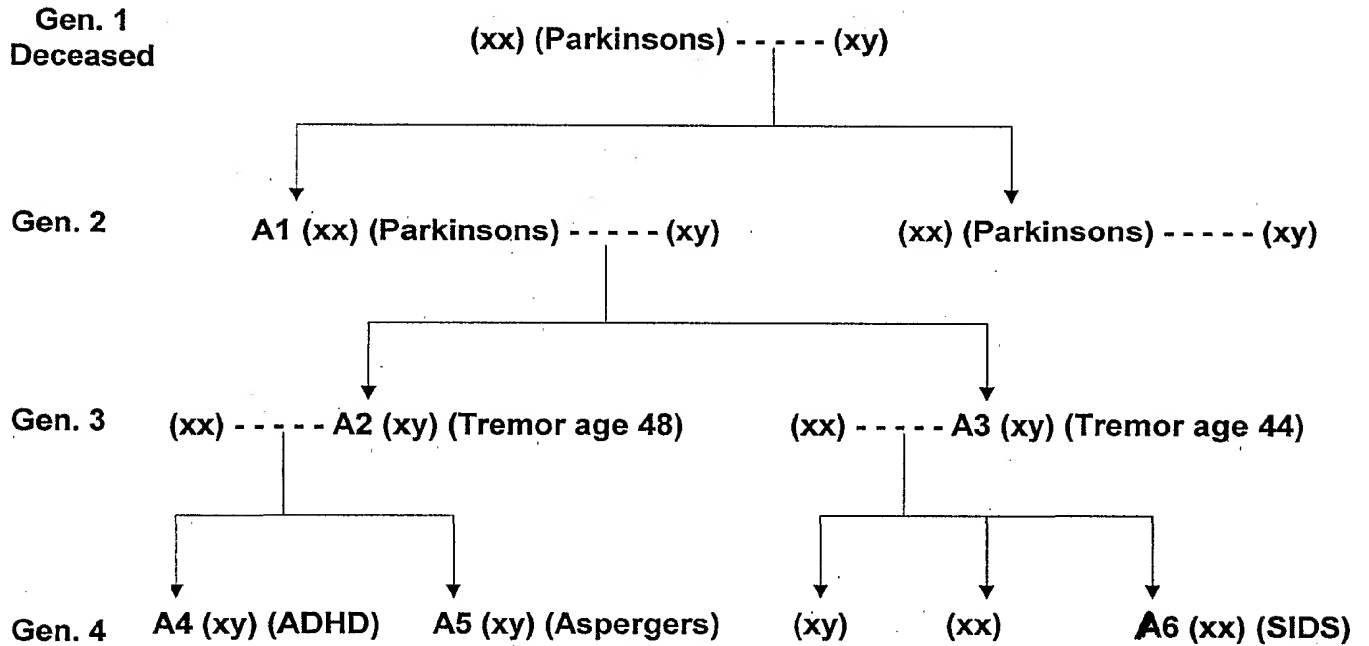 Gen. 1
Deceased
(xx) (Parkinsons) - - - - - (xy)
Gen. 2
A1 (xx) (Parkinsons) - - - - - (xy)
(xx) (Parkinsons) - - - - - (xy)
Gen. 3
(xx) - - - - - A2 (xy) (Tremor age 48)
(xx) - - - - - A3 (xy) (Tremor age 44)
Gen. 4
A4 (xy) (ADHD)
A5 (xy) (Aspergers)
(xy)
(xx)
A6 (xx) (SIDS)